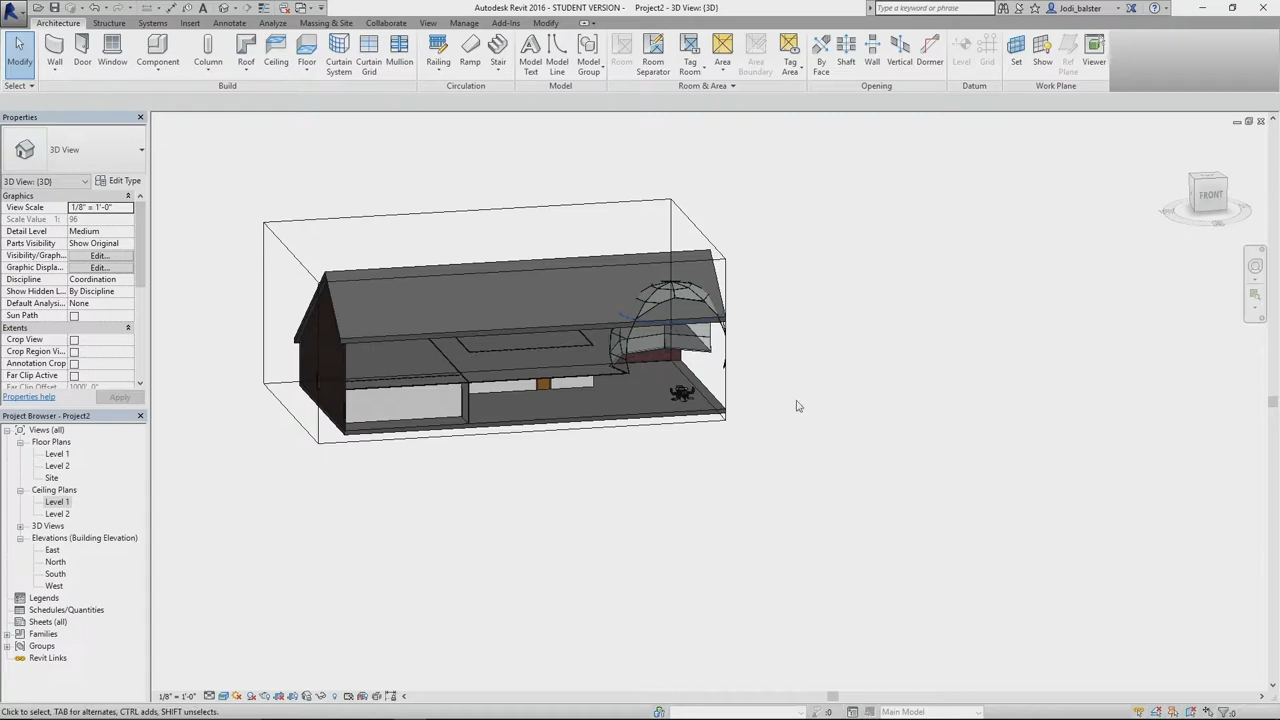 Autodesk Revit 2016 - STUDENT VERSION - Project2 - 3D View: {3D}
Type a keyword or phrase
Jodi_balster
Architecture Structure Systems Insert Annotate Analyze Massing & Site Collaborate View Manage Add-Ins Modify
Modify Wall Door Window Component Column Roof Ceiling Floor Curtain System Curtain Grid Mullion Railing Ramp Stair Model Text Model Line Model Group Room Room Separator Tag Room Area Area Boundary Tag Area By Face Shaft Wall Vertical Dormer Level Grid Set Show Ref Plane Viewer
Select Build Circulation Model Room & Area Opening Datum Work Plane
Properties
3D View
3D View: {3D} Edit Type
Graphics
View Scale 1/8" = 1'-0"
Scale Value 1: 96
Detail Level Medium
Parts Visibility Show Original
Visibility/Graph... Edit...
Graphic Displa... Edit...
Discipline Coordination
Show Hidden L... By Discipline
Default Analysi... None
Sun Path
Extents
Crop View
Crop Region Vi...
Annotation Crop
Far Clip Active
Far Clip Offset 1000' 0"
Properties help Apply
Project Browser - Project2
Views (all)
Floor Plans
Level 1
Level 2
Site
Ceiling Plans
Level 1
Level 2
3D Views
Elevations (Building Elevation)
East
North
South
West
Legends
Schedules/Quantities
Sheets (all)
Families
Groups
Revit Links
FRONT
1/8" = 1'-0"
Click to select, TAB for alternates, CTRL adds, SHIFT unselects.
:0 Main Model :0